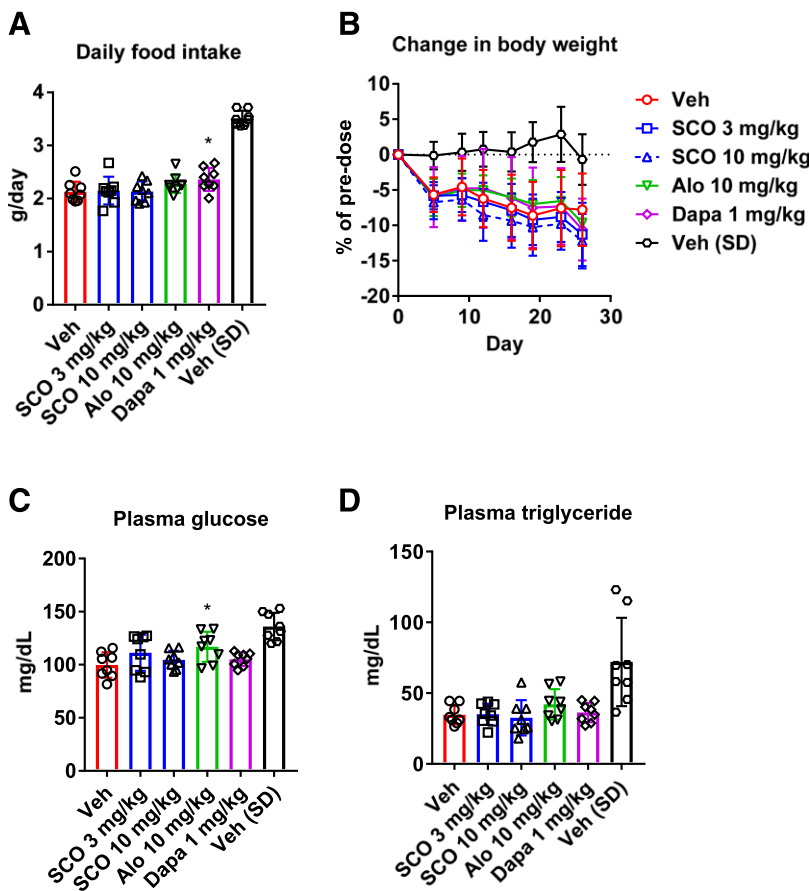 A
Daily food intake
4
3
2
1
0
g/day
*
Veh
SCO 3 mg/kg
SCO 10 mg/kg
Alo 10 mg/kg
Dapa 1 mg/kg
Veh (SD)
B
Change in body weight
10
5
0
-5
-10
-15
-20
% of pre-dose
0
10
20
30
Day
Veh
SCO 3 mg/kg
SCO 10 mg/kg
Alo 10 mg/kg
Dapa 1 mg/kg
Veh (SD)
C
Plasma glucose
200
150
100
50
0
mg/dL
*
Veh
SCO 3 mg/kg
SCO 10 mg/kg
Alo 10 mg/kg
Dapa 1 mg/kg
Veh (SD)
D
Plasma triglyceride
150
100
50
0
mg/dL
Veh
SCO 3 mg/kg
SCO 10 mg/kg
Alo 10 mg/kg
Dapa 1 mg/kg
Veh (SD)